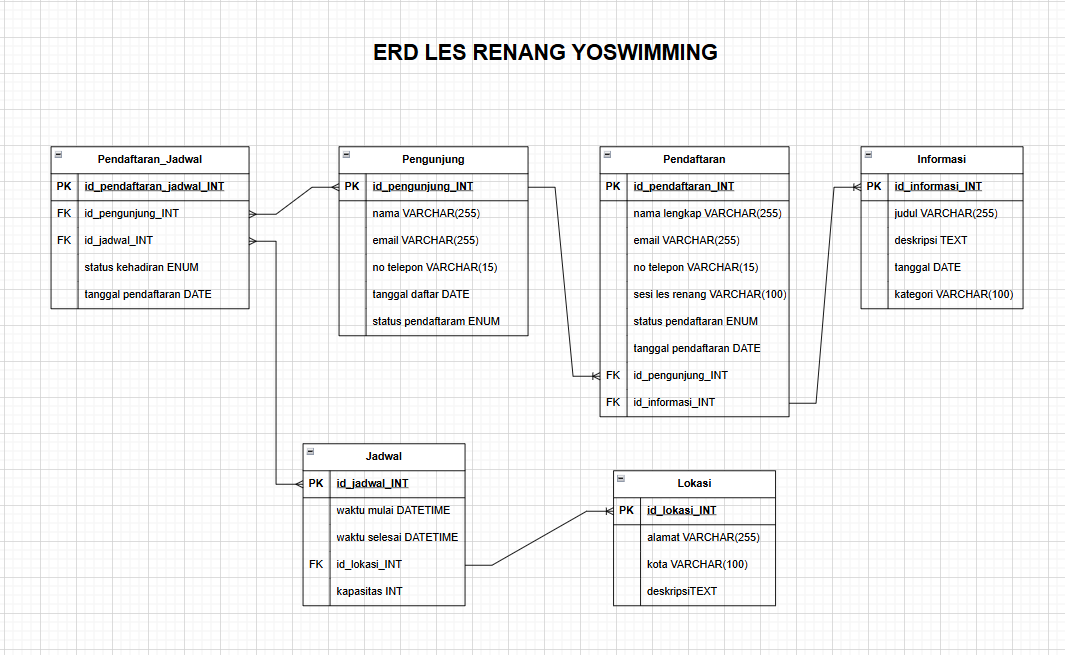 ERD LES RENANG YOSWIMMING
Pendaftaran_Jadwal
PK id_pendaftaran_jadwal_INT
FK id_pengunjung_INT
FK id_jadwal_INT
status kehadiran ENUM
tanggal pendaftaran DATE
Pengunjung
PK id_pengunjung_INT
nama VARCHAR(255)
email VARCHAR(255)
no telepon VARCHAR(15)
tanggal daftar DATE
status pendaftaram ENUM
Pendaftaran
PK id_pendaftaran_INT
nama lengkap VARCHAR(255)
email VARCHAR(255)
no telepon VARCHAR(15)
sesi les renang VARCHAR(100)
status pendaftaran ENUM
tanggal pendaftaran DATE
FK id_pengunjung_INT
FK id_informasi_INT
Informasi
PK id_informasi_INT
judul VARCHAR(255)
deskripsi TEXT
tanggal DATE
kategori VARCHAR(100)
Jadwal
PK id_jadwal_INT
waktu mulai DATETIME
waktu selesai DATETIME
FK id_lokasi_INT
kapasitas INT
Lokasi
PK id_lokasi_INT
alamat VARCHAR(255)
kota VARCHAR(100)
deskripsiTEXT